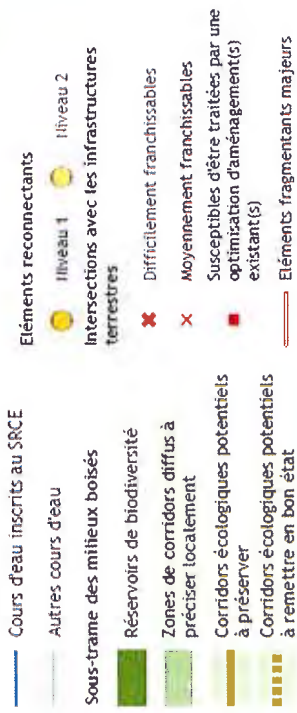 Cours d'eau inscrits au SRCE
Autres cours d'eau
Sous-trame des milieux boisés
Réservoirs de biodiversité
Zones de corridors diffus à
préciser localement
Corridors écologiques potentiels
à préserver
Corridors écologiques potentiels
à remettre en bon état
Eléments reconnectants
Niveau 1
Niveau 2
Intersections avec les infrastructures
terrestres
Difficilement franchissables
Moyennement franchissables
Susceptibles d'être traitées par une
optimisation d'aménagement(s)
existant(s)
Eléments fragmentants majeurs